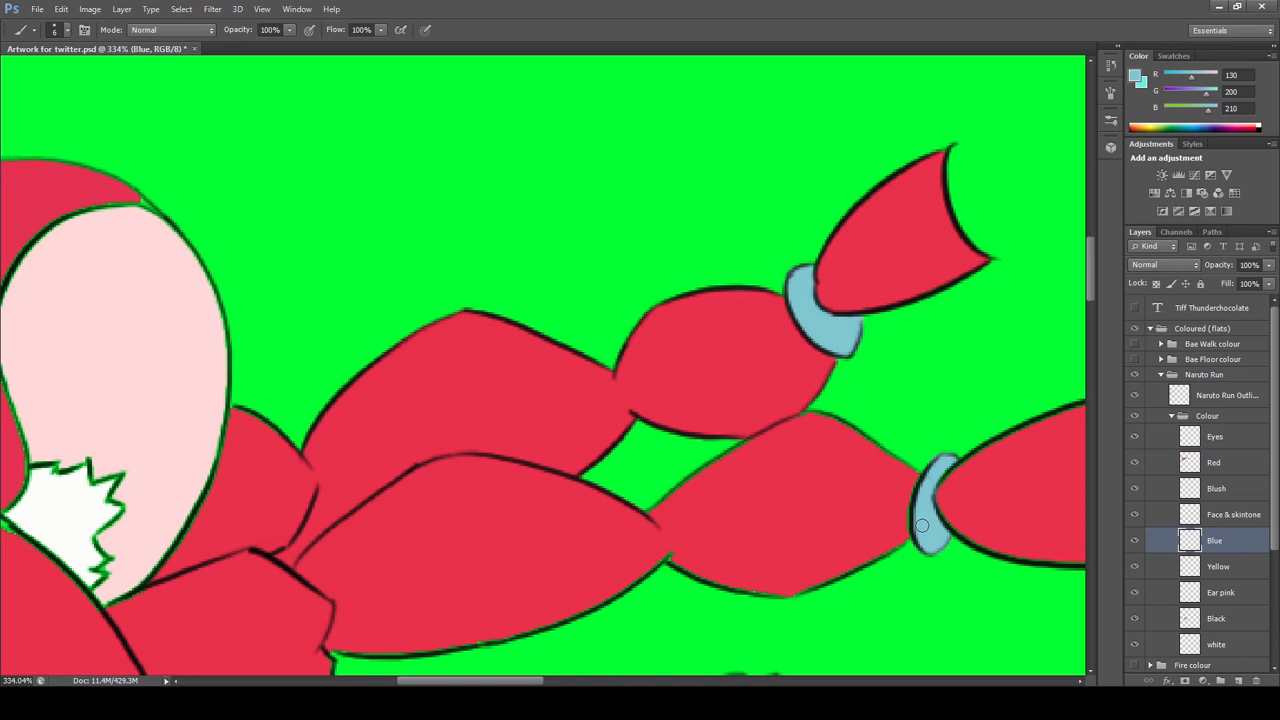 Ps File Edit Image Layer Type Select Filter 3D View Window Help
6 Mode: Normal Opacity: 100% Flow: 100% Essentials
Artwork for twitter.psd @ 334% (Blue, RGB/8) * ×
Color Swatches
R 130
G 200
B 210
Adjustments Styles
Add an adjustment
Layers Channels Paths
Kind
Normal Opacity: 100%
Lock: Fill: 100%
T Tiff Thunderhocolate
Coloured (flats)
Bae Walk colour
Bae Floor colour
Naruto Run
Naruto Run Outli...
Colour
Eyes
Red
Blush
Face & skintone
Blue
Yellow
Ear pink
Black
white
Fire colour
334.04% Doc: 11.4M/429.3M
fx